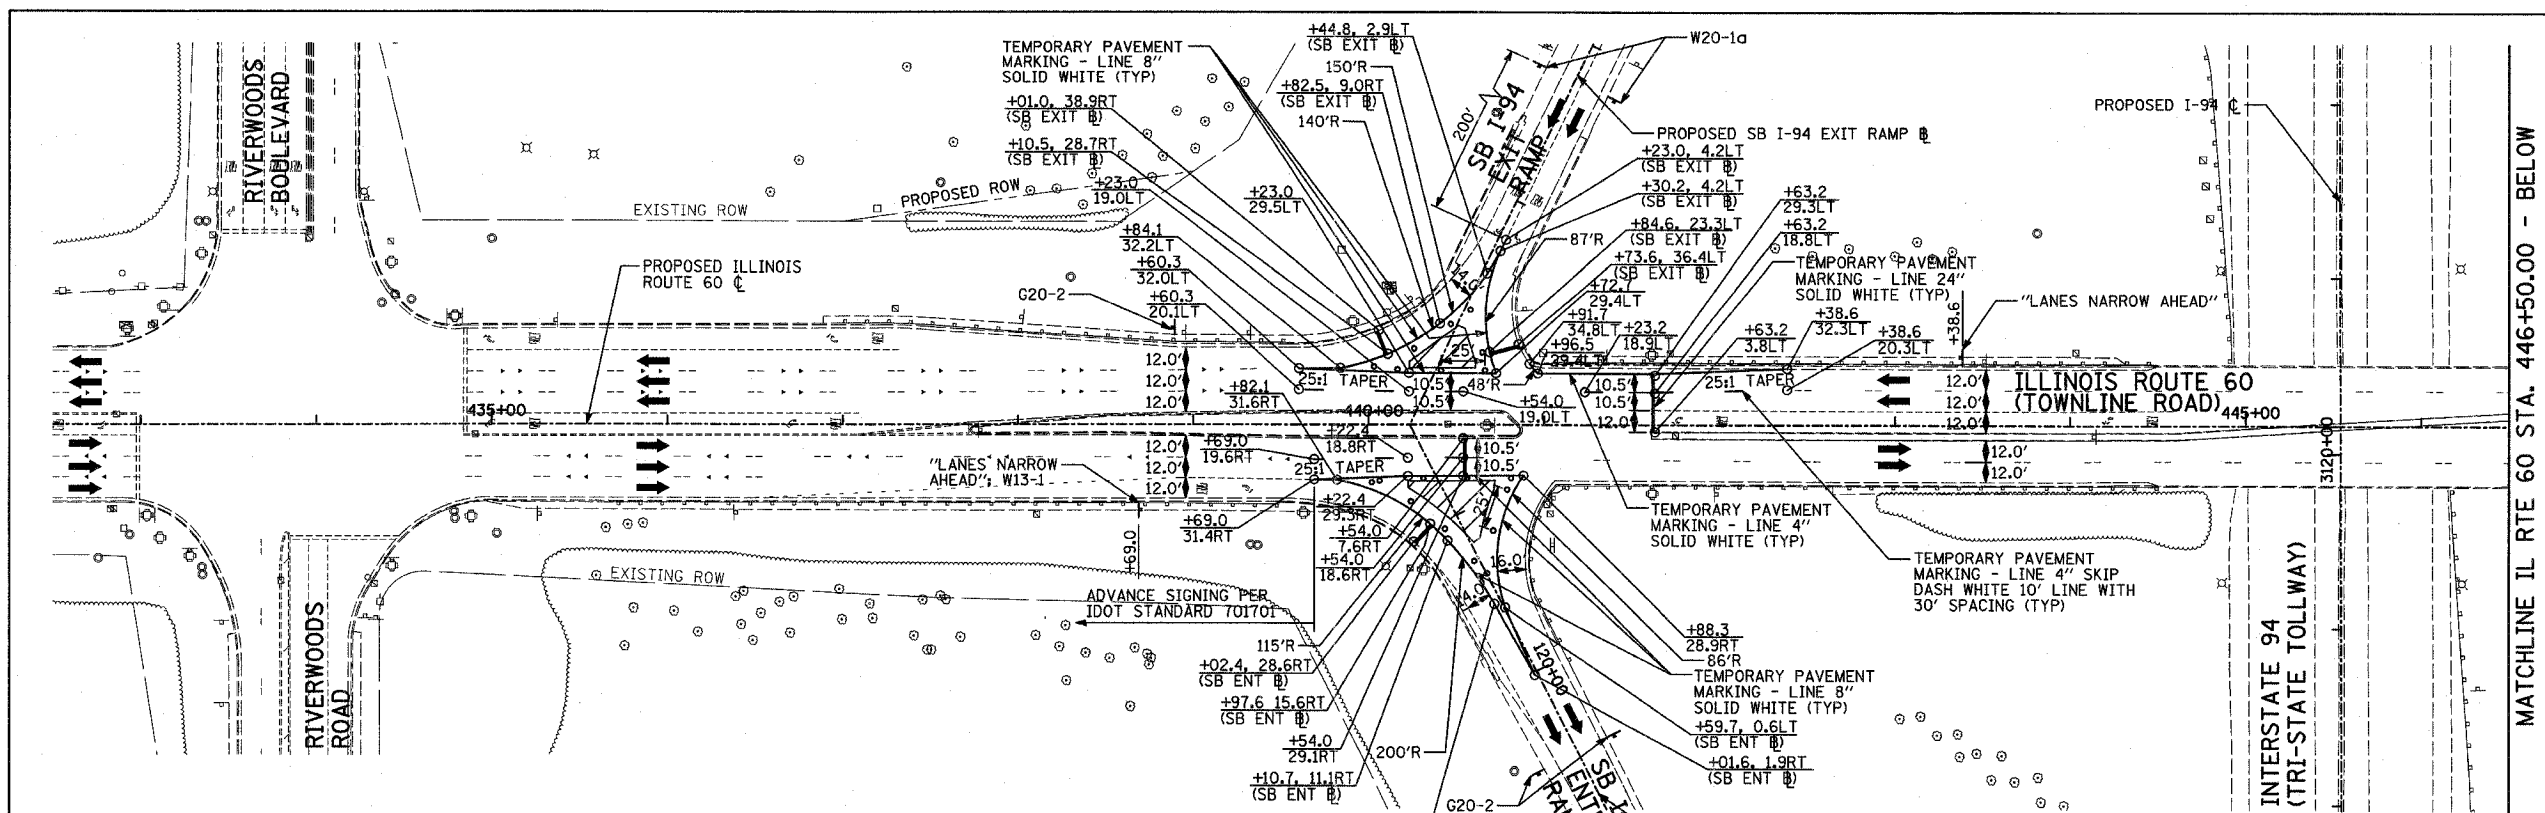 RIVERWOODS
BOULEVARD
TEMPORARY PAVEMENT
MARKING - LINE 8"
SOLID WHITE (TYP)
+01.0, 38.9RT
(SB EXIT B)
+10.5, 28.7RT
(SB EXIT B)
+23.0
19.0LT
+84.1
32.2LT
+60.3
32.0LT
+60.3
20.1LT
G20-2
+44.8, 2.9LT
(SB EXIT B)
150'R
+82.5, 9.0RT
(SB EXIT B)
140'R
+23.0
29.5LT
200'
SB I-94
EXIT
RAMP
W20-1a
PROPOSED SB I-94 EXIT RAMP B
+23.0, 4.2LT
(SB EXIT B)
+30.2, 4.2LT
(SB EXIT B)
+84.6, 23.3LT
(SB EXIT B)
87'R
+73.6, 36.4LT
(SB EXIT B)
+72.7
29.4LT
+91.7
34.8LT
+96.5
29.4LT
+23.2
18.9LT
+63.2
29.3LT
+63.2
18.8LT
TEMPORARY PAVEMENT
MARKING - LINE 24"
SOLID WHITE (TYP)
+63.2
3.8LT
+38.6
32.3LT
+38.6
20.3LT
+38.6
"LANES NARROW AHEAD"
PROPOSED I-94 CL
EXISTING ROW
PROPOSED ROW
PROPOSED ILLINOIS
ROUTE 60 CL
12.0'
12.0'
12.0'
25:1 TAPER
25'
48'R
10.5'
10.5'
+54.0
19.0LT
10.5'
10.5'
12.0'
25:1 TAPER
12.0'
12.0'
12.0'
ILLINOIS ROUTE 60
(TOWNLINE ROAD)
435+00
440+00
445+00
+82.1
31.6RT
+22.4
18.8RT
+69.0
19.6RT
12.0'
12.0'
12.0'
25:1 TAPER
10.5'
10.5'
12.0'
12.0'
"LANES NARROW
AHEAD", W13-1
+69.0
+69.0
31.4RT
+22.4
29.3RT
+54.0
7.6RT
+54.0
18.6RT
25'
16.0'
TEMPORARY PAVEMENT
MARKING - LINE 4"
SOLID WHITE (TYP)
TEMPORARY PAVEMENT
MARKING - LINE 4" SKIP
DASH WHITE 10' LINE WITH
30' SPACING (TYP)
EXISTING ROW
ADVANCE SIGNING PER
IDOT STANDARD 701701
115'R
+02.4, 28.6RT
(SB ENT B)
+97.6 15.6RT
(SB ENT B)
+54.0
29.1RT
200'R
+10.7, 11.1RT
(SB ENT B)
120+00
+88.3
28.9RT
86'R
TEMPORARY PAVEMENT
MARKING - LINE 8"
SOLID WHITE (TYP)
+59.7, 0.6LT
(SB ENT B)
+01.6, 1.9RT
(SB ENT B)
G20-2
RIVERWOODS
ROAD
3120+00
INTERSTATE 94
(TRI-STATE TOLLWAY)
MATCHLINE IL RTE 60 STA. 446+50.00 - BELOW